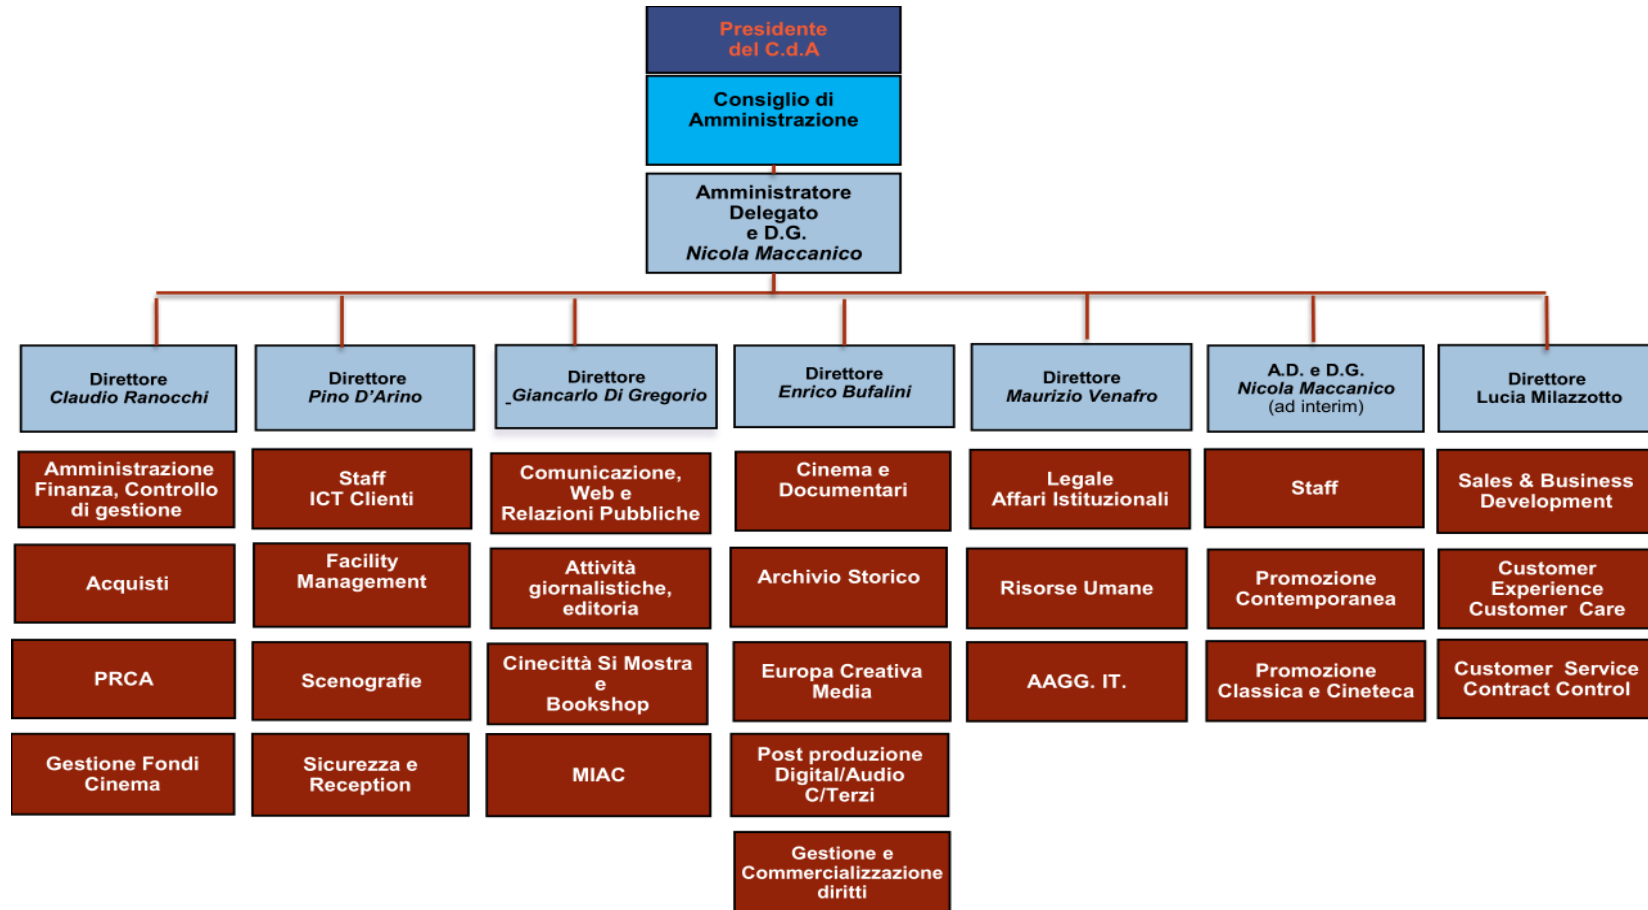 Presidente
del C.d.A
Consiglio di
Amministrazione
Amministratore
Delegato
e D.G.
Nicola Maccanico
Direttore
Claudio Ranocchi
Direttore
Pino D'Arino
Direttore
_Giancarlo Di Gregorio
Direttore
Enrico Bufalini
Direttore
Maurizio Venafro
A.D. e D.G.
Nicola Maccanico
(ad interim)
Direttore
Lucia Milazzotto
Amministrazione
Finanza, Controllo
di gestione
Staff
ICT Clienti
Comunicazione,
Web e
Relazioni Pubbliche
Cinema e
Documentari
Legale
Affari Istituzionali
Staff
Sales & Business
Development
Acquisti
Facility
Management
Attività
giornalistiche,
editoria
Archivio Storico
Risorse Umane
Promozione
Contemporanea
Customer
Experience
Customer Care
PRCA
Scenografie
Cinecittà Si Mostra
e
Bookshop
Europa Creativa
Media
AAGG. IT.
Promozione
Classica e Cineteca
Customer Service
Contract Control
Gestione Fondi
Cinema
Sicurezza e
Reception
MIAC
Post produzione
Digital/Audio
C/Terzi
Gestione e
Commercializzazione
diritti